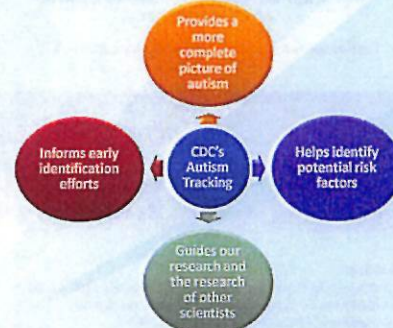 Provides a
more
complete
picture of
autism
Informs early
identification
efforts
CDC's
Autism
Tracking
Helps identify
potential risk
factors
Guides our
research and
the research
of other
scientists